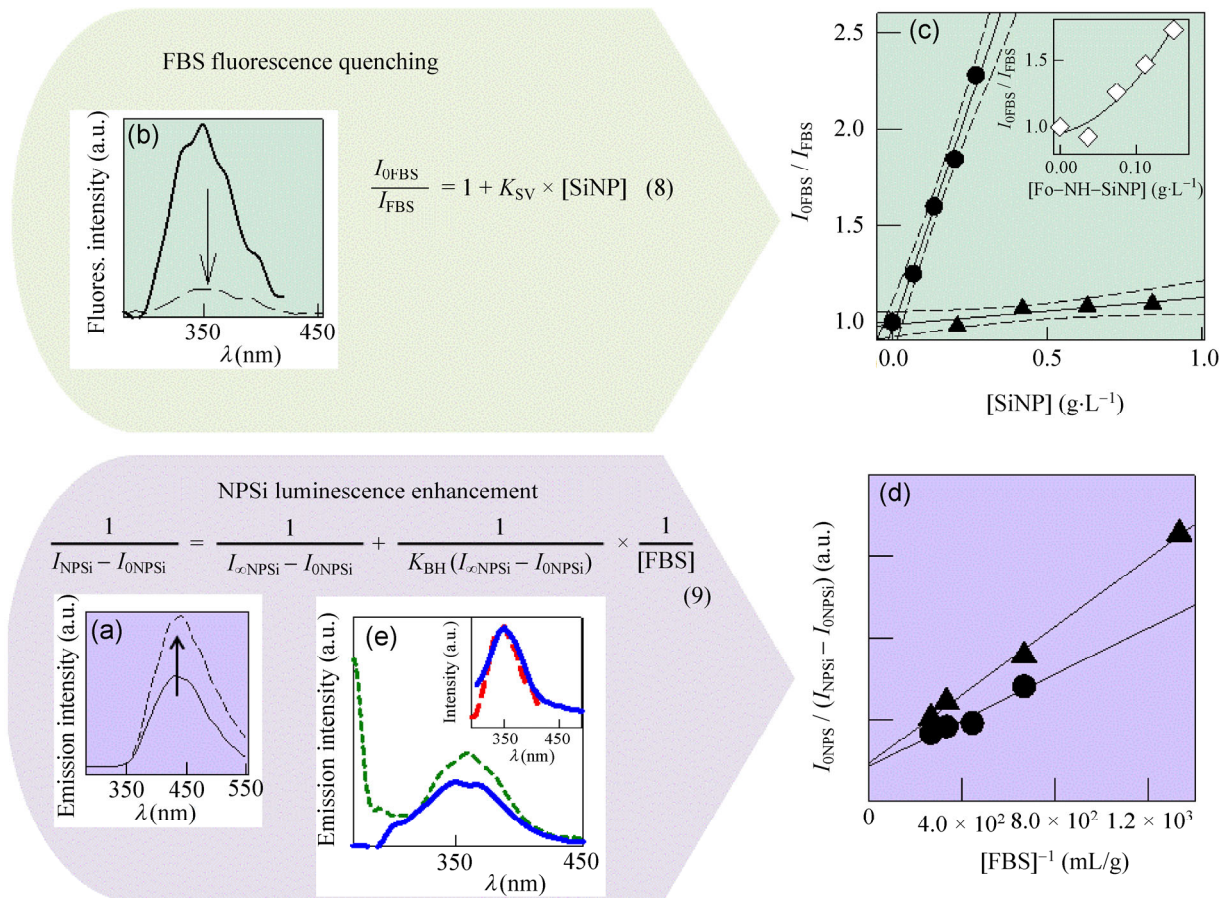 FBS fluorescence quenching
(b)
Fluores. intensity (a.u.)
350 450
λ(nm)
I0FBS / IFBS = 1 + KSV × [SiNP] (8)
(c)
I0FBS / IFBS
2.5
2.0
1.5
1.0
0.0 0.5 1.0
[SiNP] (g·L⁻¹)
I0FBS / IFBS
1.5
1.0
0.00 0.10
[Fo−NH−SiNP] (g·L⁻¹)
NPSi luminescence enhancement
1 / (INPSi − I0NPSi) = 1 / (I∞NPSi − I0NPSi) + 1 / (KBH (I∞NPSi − I0NPSi)) × 1 / [FBS]
(9)
(a)
Emission intensity (a.u.)
350 450 550
λ(nm)
(e)
Emission intensity (a.u.)
350 450
λ(nm)
Intensity (a.u.)
350 450
λ(nm)
(d)
I0NPS / (INPSi − I0NPSi) (a.u.)
0 4.0 × 10² 8.0 × 10² 1.2 × 10³
[FBS]⁻¹ (mL/g)